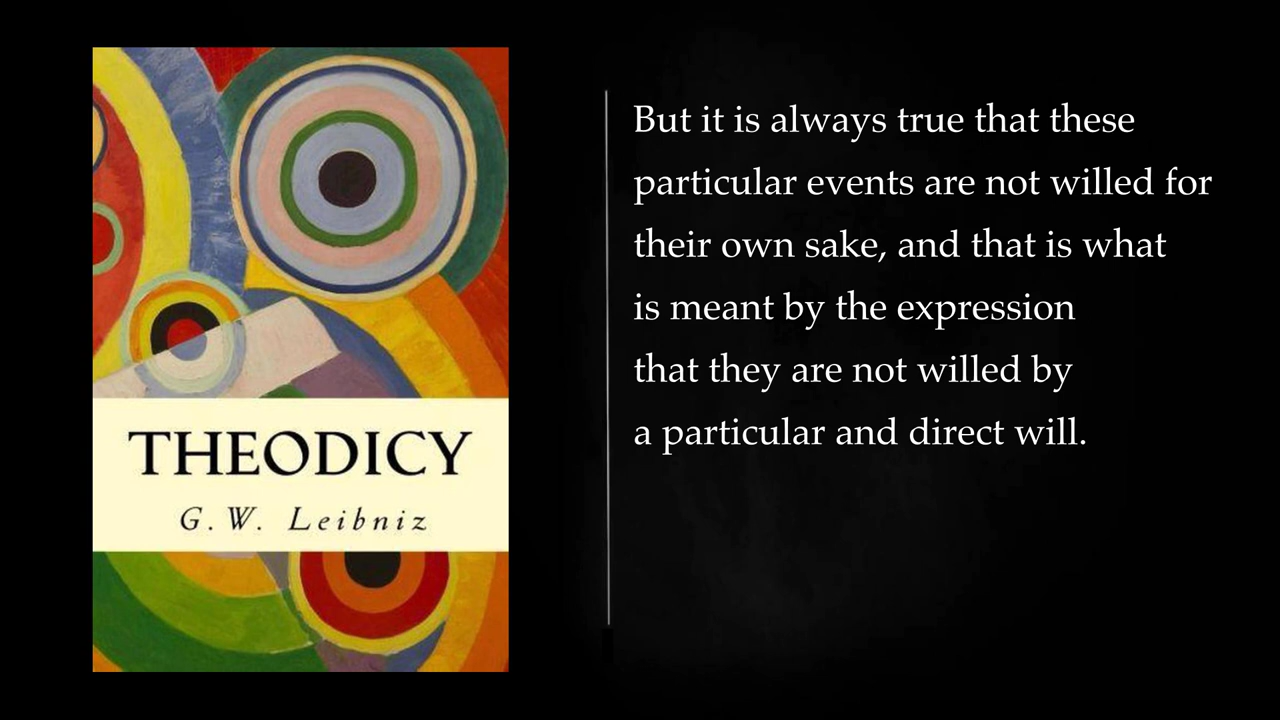 THEODICY
G. W. Leibniz
But it is always true that these
particular events are not willed for
their own sake, and that is what
is meant by the expression
that they are not willed by
a particular and direct will.